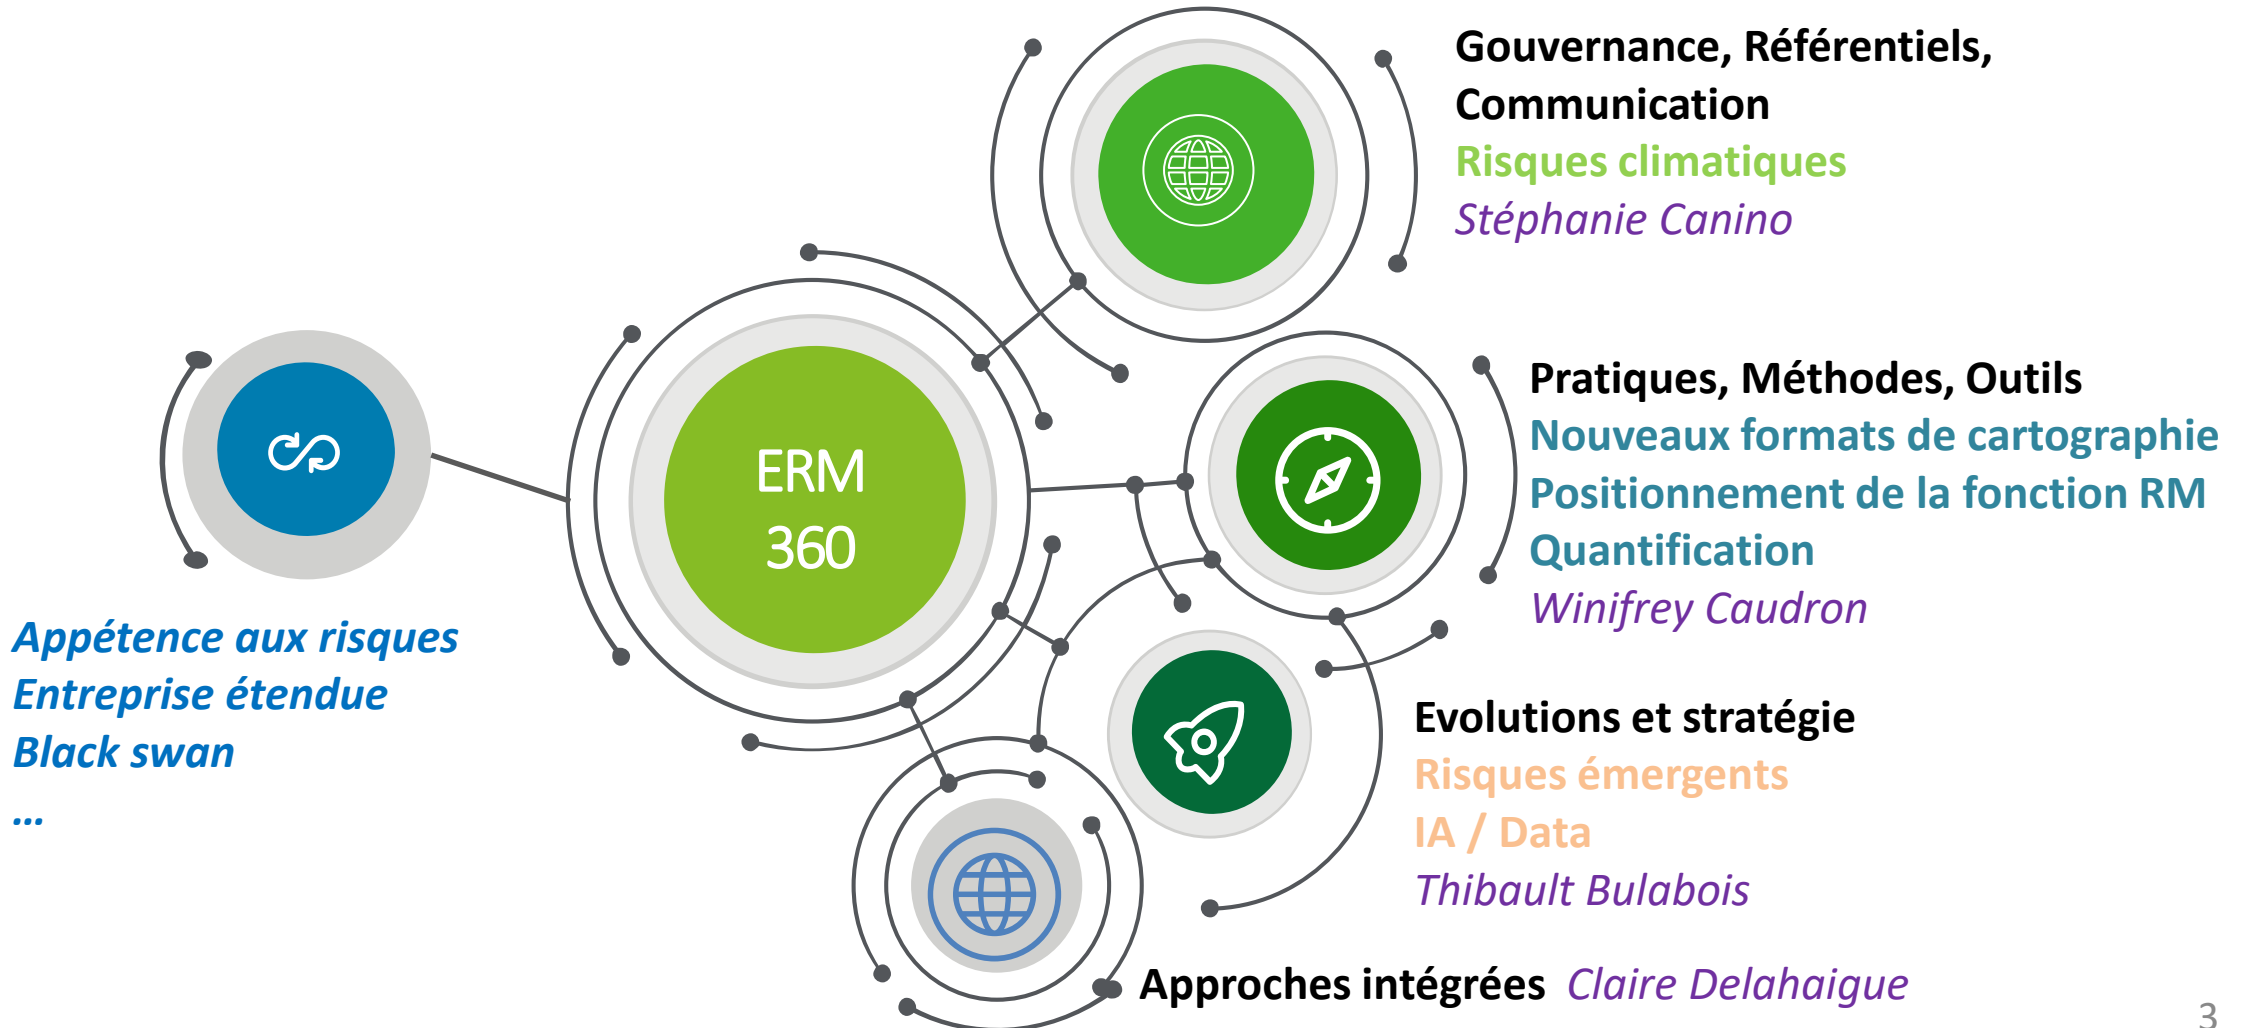 Gouvernance, Référentiels,
Communication
Risques climatiques
Stéphanie Canino
Pratiques, Méthodes, Outils
Nouveaux formats de cartographie
Positionnement de la fonction RM
Quantification
Winifrey Caudron
ERM
360
Appétence aux risques
Entreprise étendue
Black swan
...
Evolutions et stratégie
Risques émergents
IA / Data
Thibault Bulabois
Approches intégrées Claire Delahaigue
3